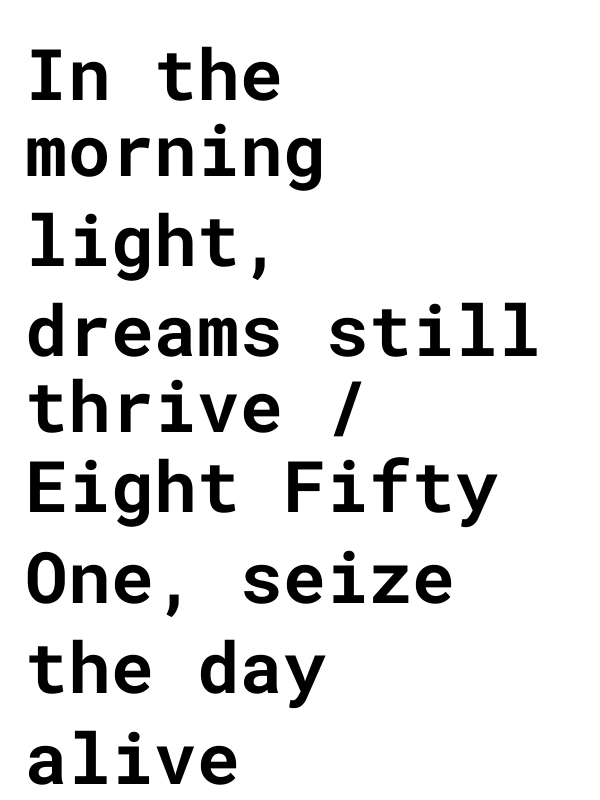 In the
morning
light,
dreams still
thrive /
Eight Fifty
One, seize
the day
alive